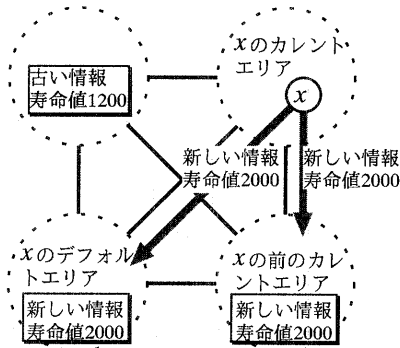 古い情報
寿命値1200
xのカレント
エリア
x
新しい情報
寿命値2000
新しい情報
寿命値2000
xのデフォル
トエリア
新しい情報
寿命値2000
xの前のカレ
ントエリア
新しい情報
寿命値2000